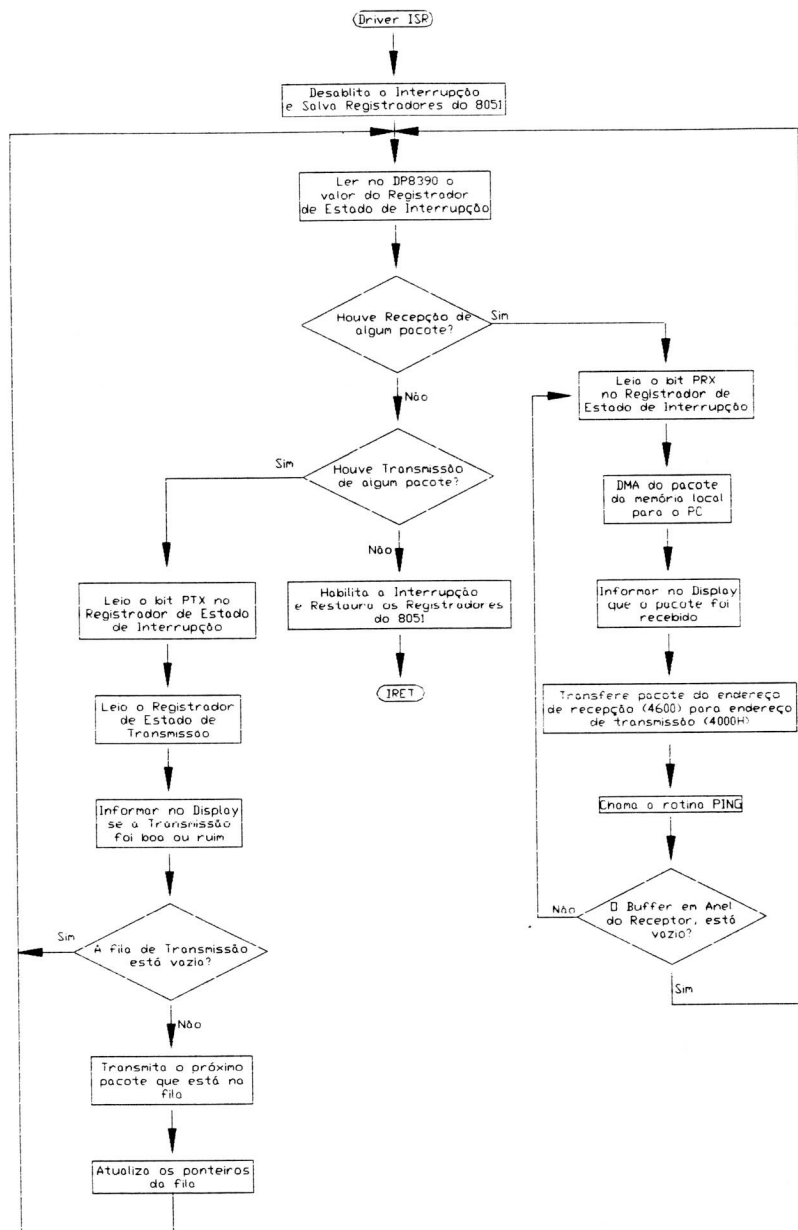 Driver ISR
Desablita a Interrupção
e Salva Registradores do 8051
Ler no DP8390 o
valor do Registrador
de Estado de Interrupção
Houve Recepção de
algum pacote?
Sim
Não
Leia o bit PRX
no Registrador de
Estado de Interrupção
Houve Transmissão
de algum pacote?
Sim
Não
DMA do pacote
da memória local
para o PC
Leia o bit PTX no
Registrador de Estado
de Interrupção
Habilita a Interrupção
e Restaura os Registradores
do 8051
Informar no Display
que o pacote foi
recebido
IRET
Leia o Registrador
de Estado de
Transmissão
Transfere pacote do endereço
de recepção (4600) para endereço
de transmissão (4000H)
Informar no Display
se a Transmissão
foi boa ou ruim
Chama a rotina PING
O Buffer em Anel
do Receptor, está
vazio?
Não
Sim
A fila de Transmissão
está vazia?
Sim
Não
Transmita o próximo
pacote que está na
fila
Atualiza os ponteiros
da fila